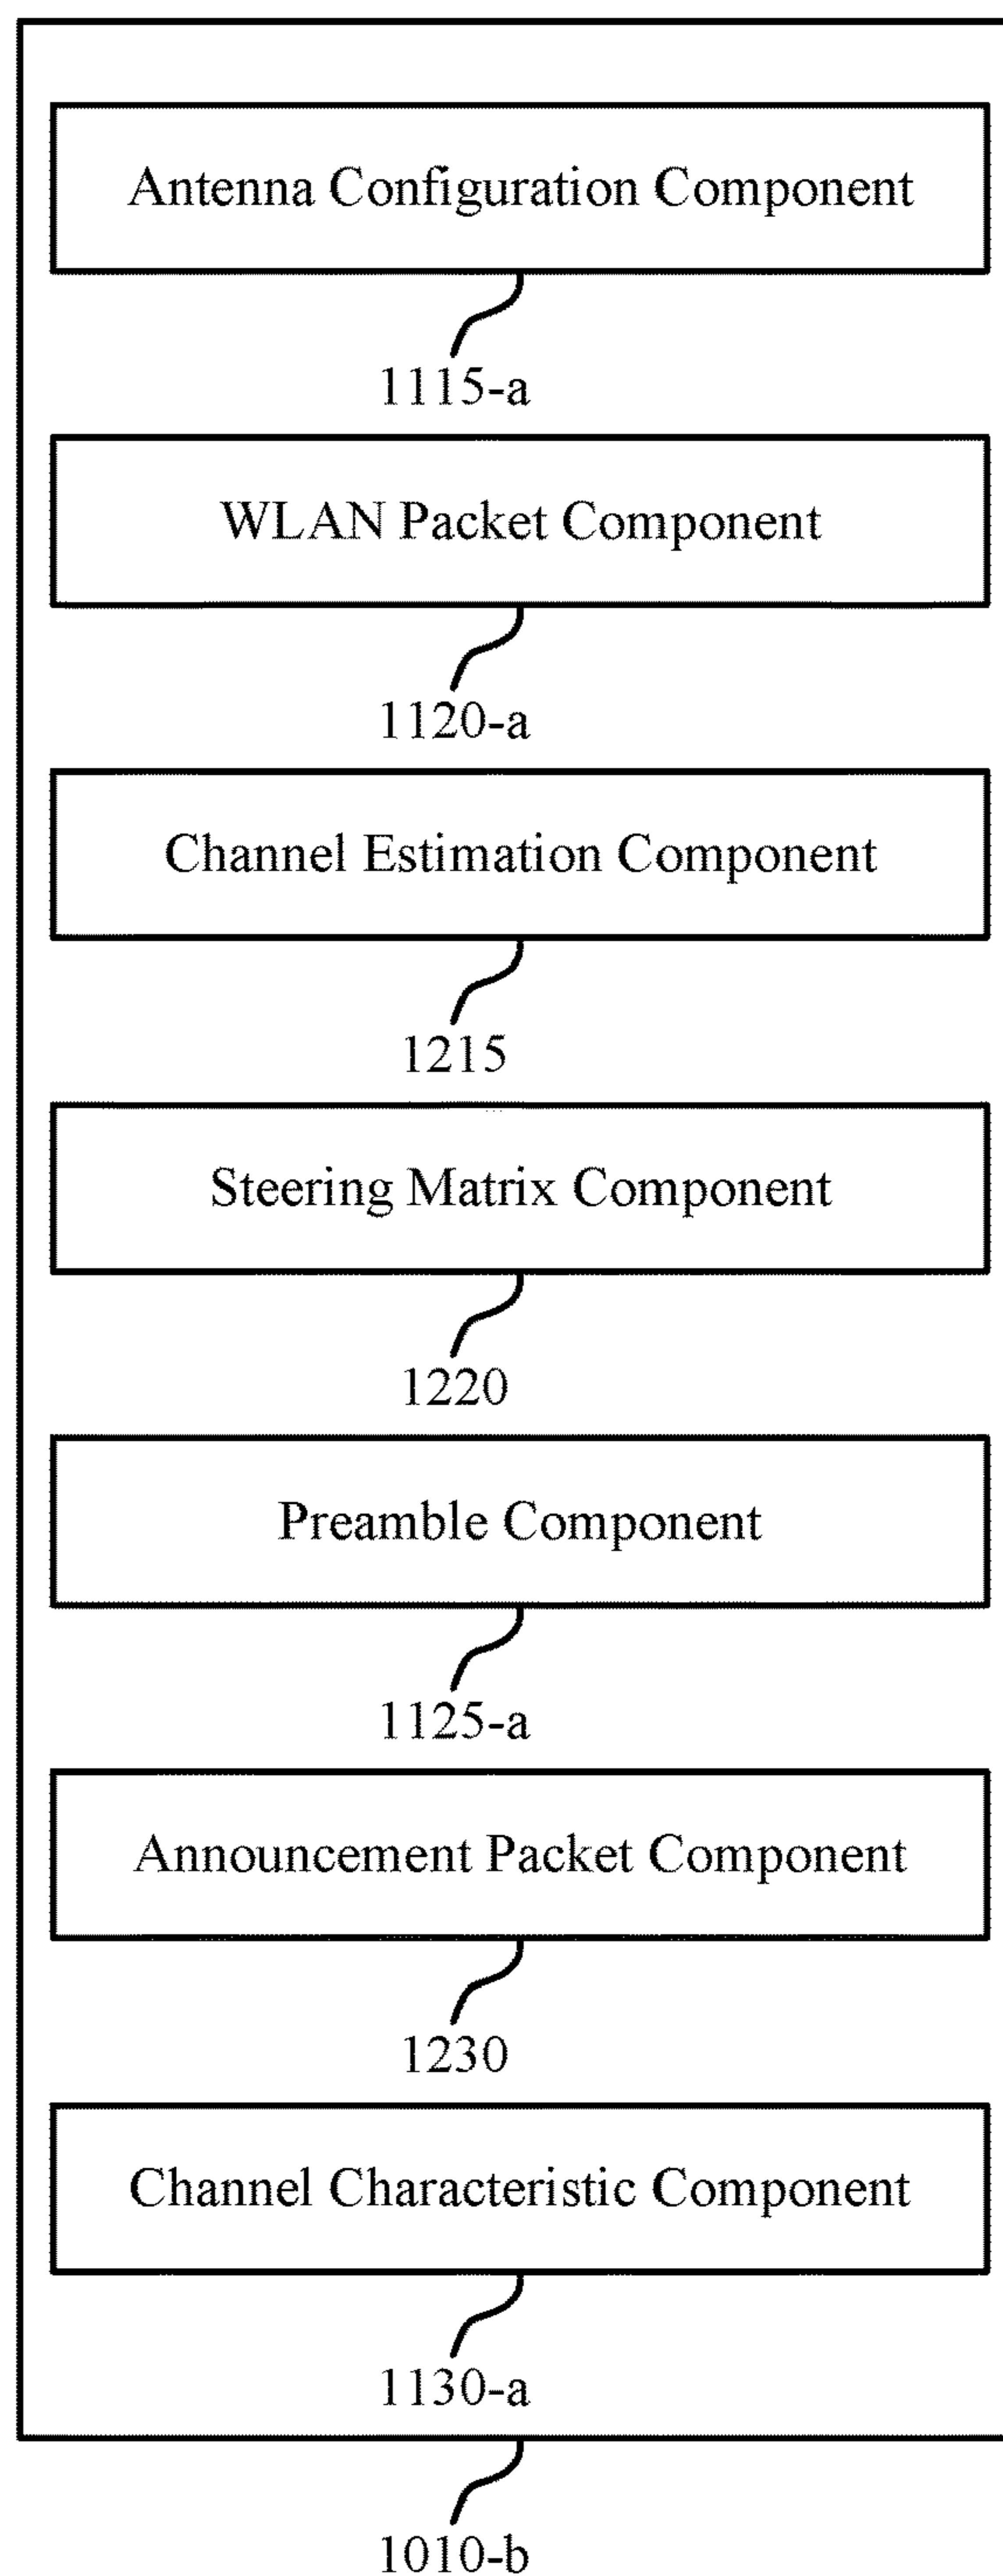 Antenna Configuration Component
1115-a
WLAN Packet Component
1120-a
Channel Estimation Component
1215
Steering Matrix Component
1220
Preamble Component
1125-a
Announcement Packet Component
1230
Channel Characteristic Component
1130-a
1010-b